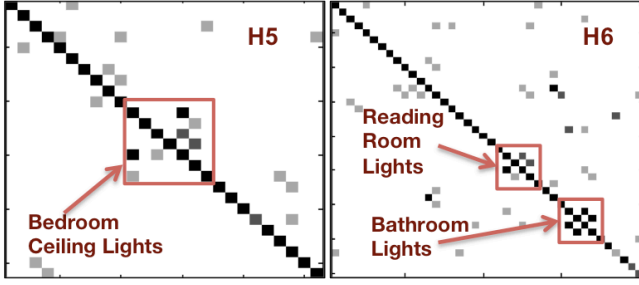 H5
Bedroom
Ceiling Lights
H6
Reading
Room
Lights
Bathroom
Lights